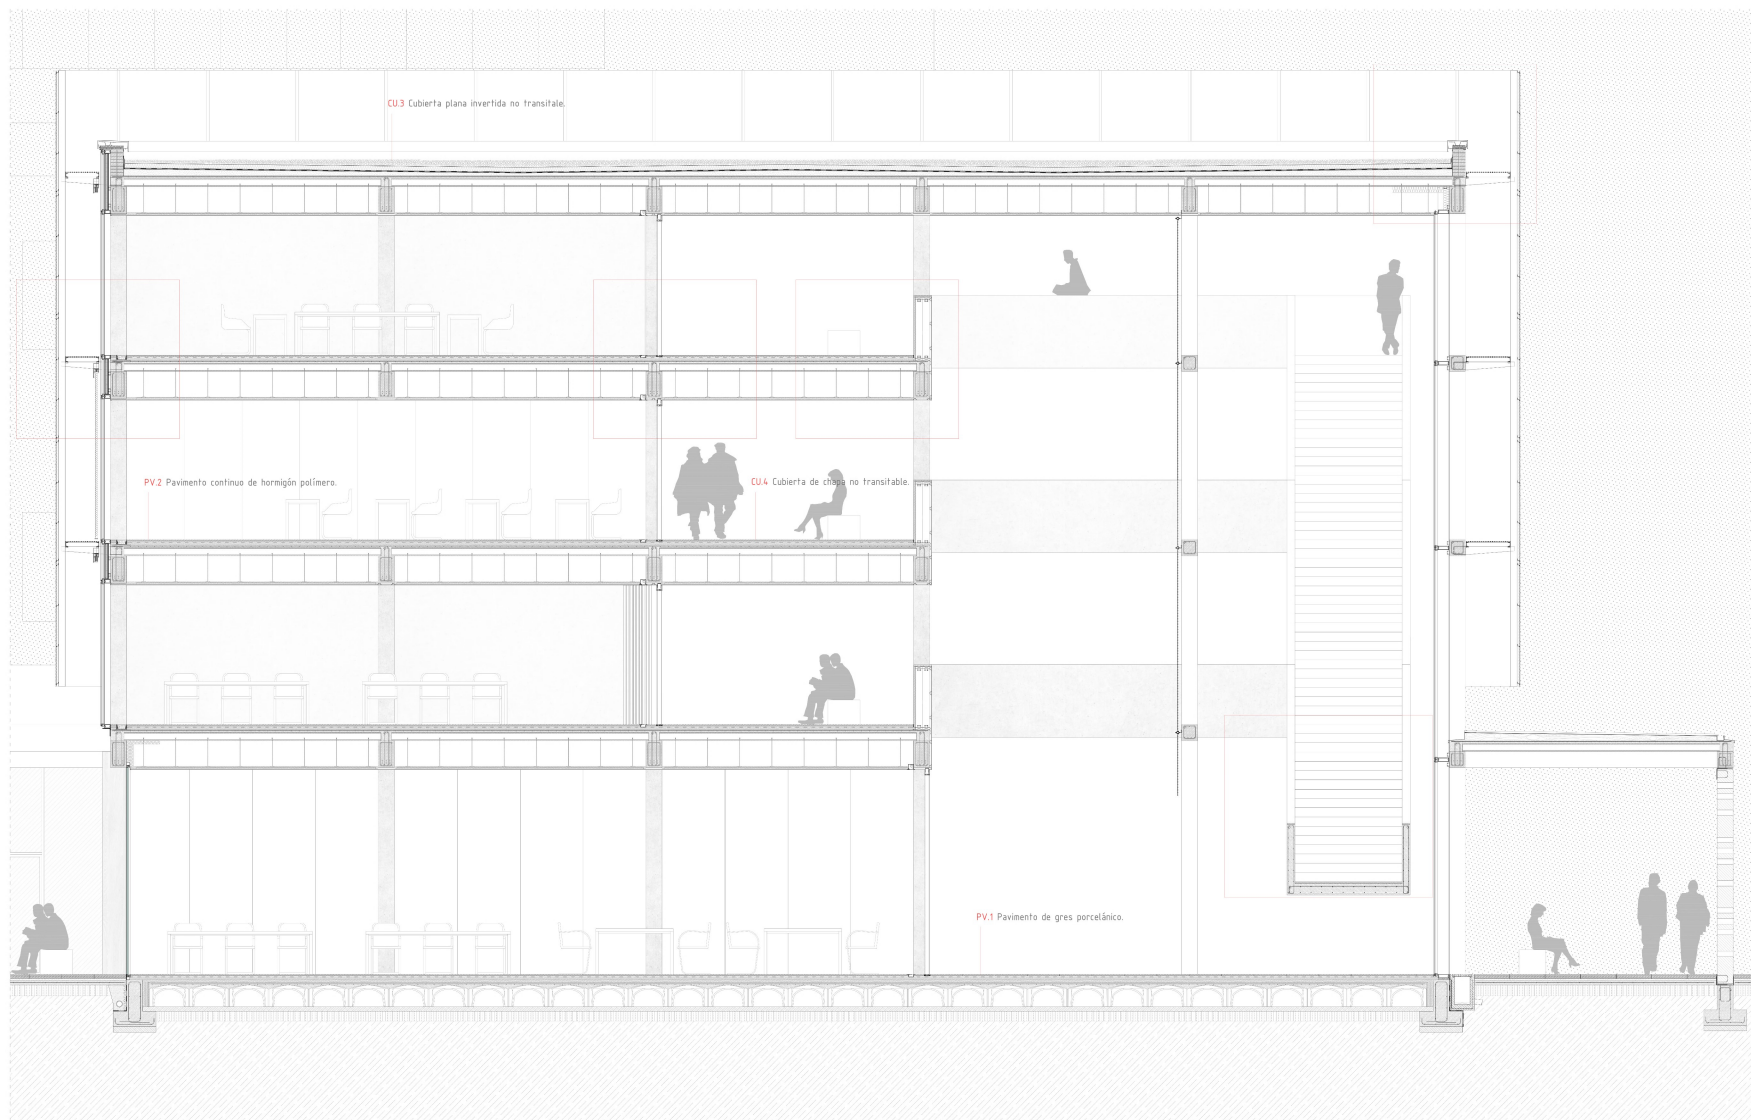 CU.3 Cubierta plana invertida no transitale.
PV.2 Pavimento continuo de hormigón polímero.
CU.4 Cubierta de chapa no transitable.
PV.1 Pavimento de gres porcelánico.